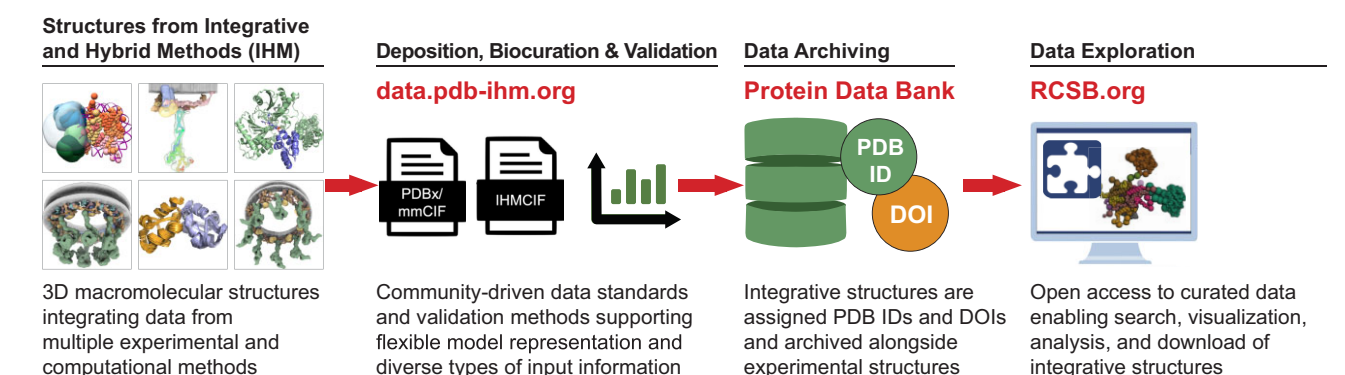 Structures from Integrative
and Hybrid Methods (IHM)
3D macromolecular structures
integrating data from
multiple experimental and
computational methods
Deposition, Biocuration & Validation
data.pdb-ihm.org
PDBx/
mmCIF
IHMCIF
Community-driven data standards
and validation methods supporting
flexible model representation and
diverse types of input information
Data Archiving
Protein Data Bank
PDB
ID
DOI
Integrative structures are
assigned PDB IDs and DOIs
and archived alongside
experimental structures
Data Exploration
RCSB.org
Open access to curated data
enabling search, visualization,
analysis, and download of
integrative structures